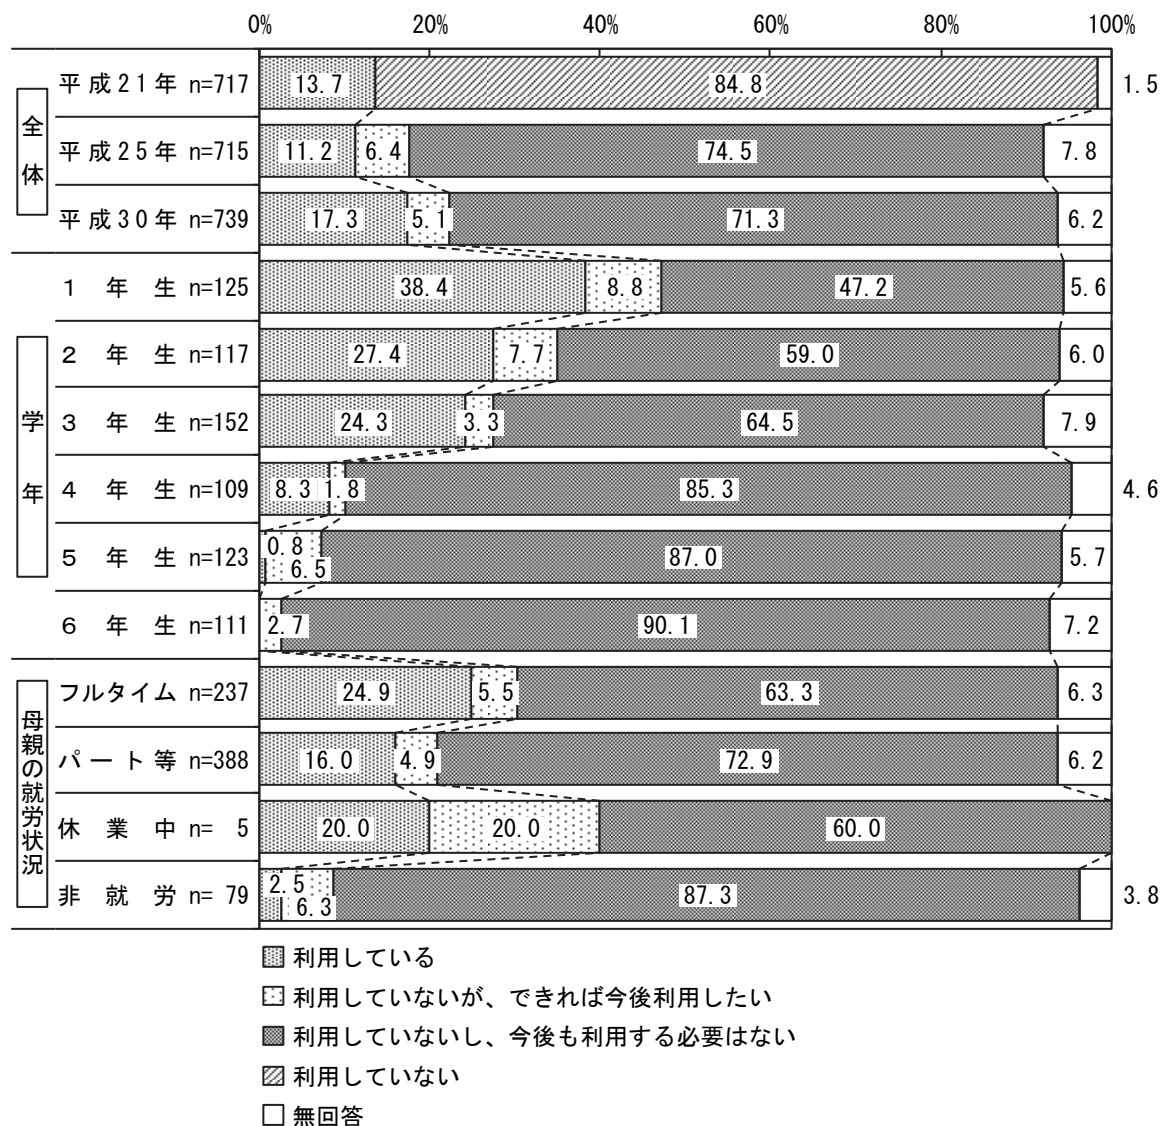 0% 20% 40% 60% 80% 100%
全体
平成21年 n=717 13.7 84.8 1.5
平成25年 n=715 11.2 6.4 74.5 7.8
平成30年 n=739 17.3 5.1 71.3 6.2
学年
1年生 n=125 38.4 8.8 47.2 5.6
2年生 n=117 27.4 7.7 59.0 6.0
3年生 n=152 24.3 3.3 64.5 7.9
4年生 n=109 8.3 1.8 85.3 4.6
5年生 n=123 0.8 6.5 87.0 5.7
6年生 n=111 2.7 90.1 7.2
母親の就労状況
フルタイム n=237 24.9 5.5 63.3 6.3
パート等 n=388 16.0 4.9 72.9 6.2
休業中 n= 5 20.0 20.0 60.0
非就労 n= 79 2.5 6.3 87.3 3.8
利用している
利用していないが、できれば今後利用したい
利用していないし、今後も利用する必要はない
利用していない
無回答